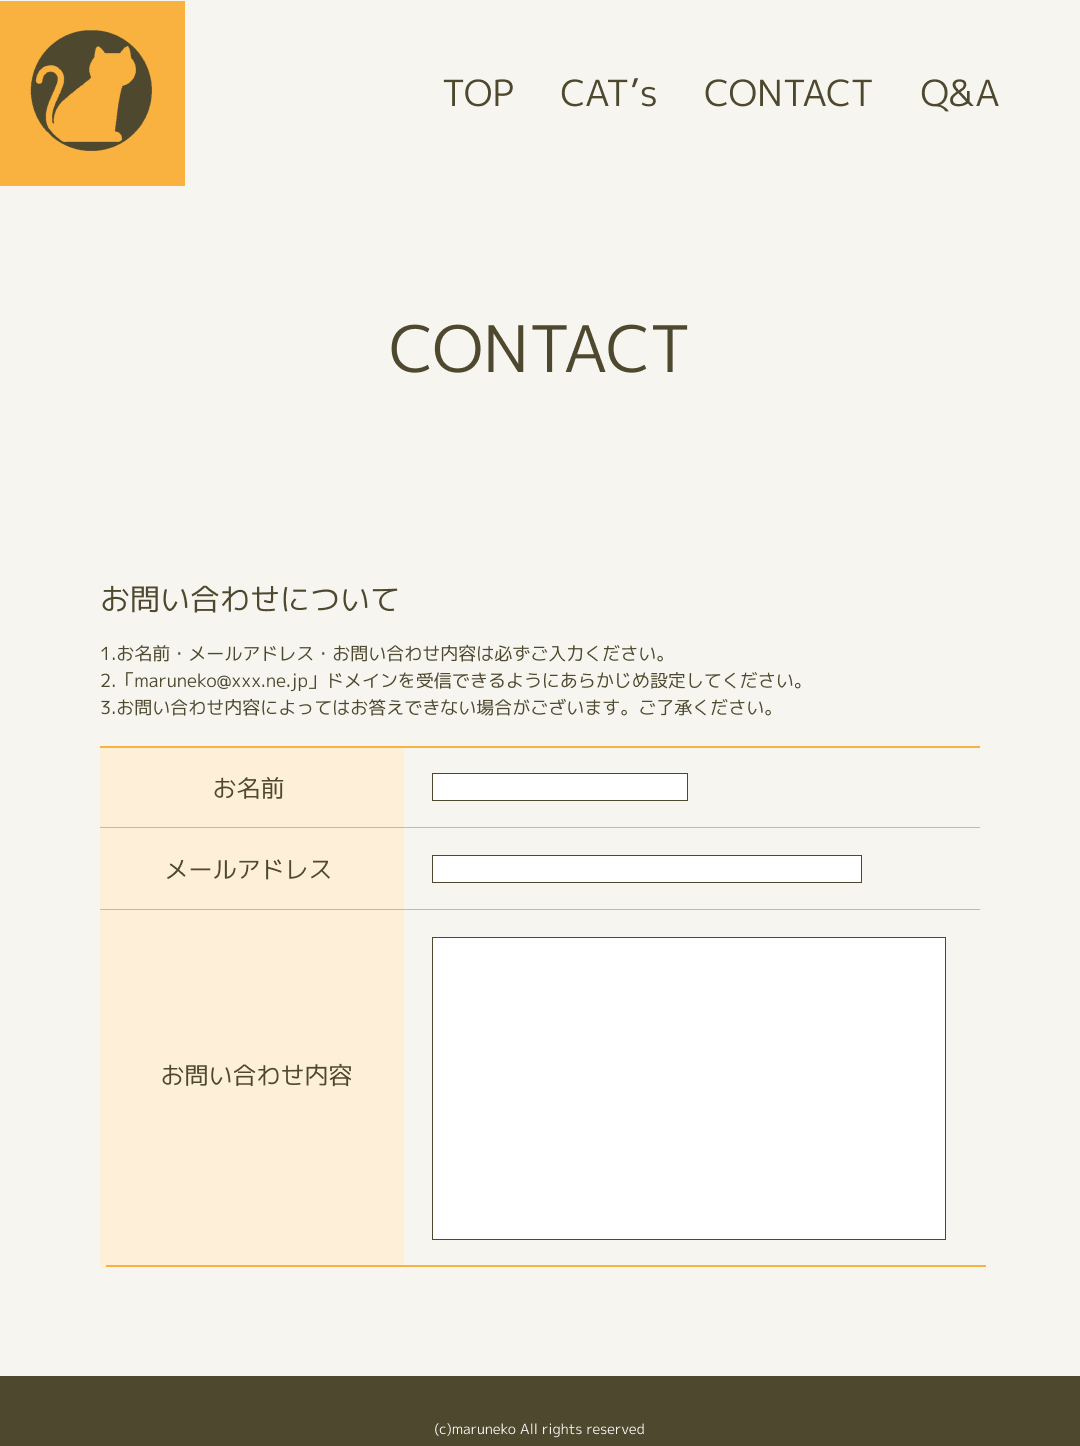 TOP CAT’s CONTACT Q&A
CONTACT
お問い合わせについて
1.お名前・メールアドレス・お問い合わせ内容は必ずご入力ください。
2.「maruneko@xxx.ne.jp」ドメインを受信できるようにあらかじめ設定してください。
3.お問い合わせ内容によってはお答えできない場合がございます。ご了承ください。
お名前
メールアドレス
お問い合わせ内容
(c)maruneko All rights reserved